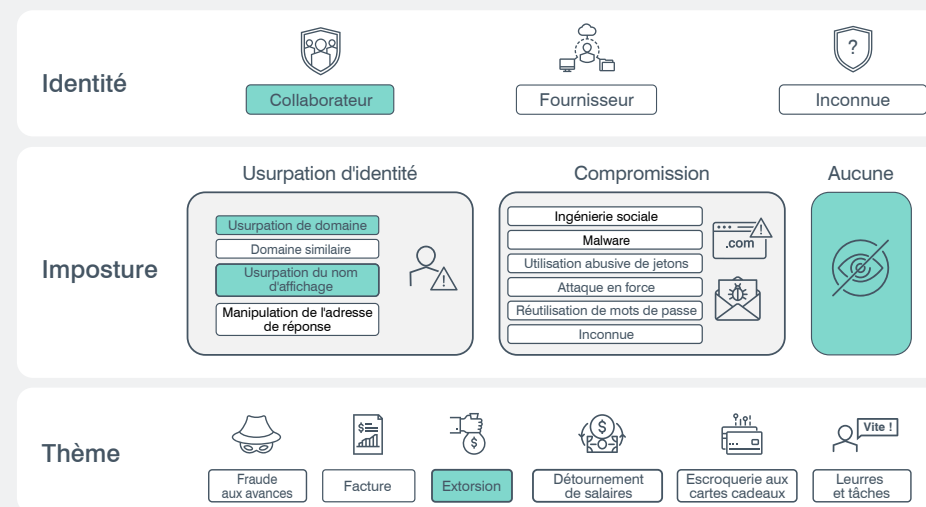 Identité
?
Collaborateur
Fournisseur
Inconnue
Usurpation d'identité
Compromission
Aucune
Imposture
Usurpation de domaine
Domaine similaire
Usurpation du nom
d'affichage
Manipulation de l'adresse
de réponse
!
Ingénierie sociale
Malware
Utilisation abusive de jetons
Attaque en force
Réutilisation de mots de passe
Inconnue
!
.com
Thème
$
$
$
Vite !
Fraude
aux avances
Facture
Extorsion
Détournement
de salaires
Escroquerie aux
cartes cadeaux
Leurres
et tâches